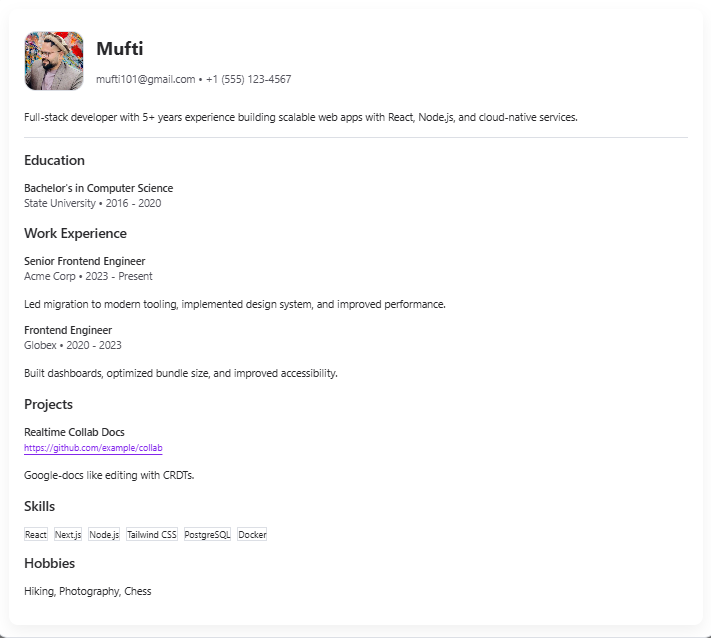 Mufti
mufti101@gmail.com • +1 (555) 123-4567
Full-stack developer with 5+ years experience building scalable web apps with React, Node.js, and cloud-native services.
Education
Bachelor's in Computer Science
State University • 2016 - 2020
Work Experience
Senior Frontend Engineer
Acme Corp • 2023 - Present
Led migration to modern tooling, implemented design system, and improved performance.
Frontend Engineer
Globex • 2020 - 2023
Built dashboards, optimized bundle size, and improved accessibility.
Projects
Realtime Collab Docs
https://github.com/example/collab
Google-docs like editing with CRDTs.
Skills
React Next.js Node.js Tailwind CSS PostgreSQL Docker
Hobbies
Hiking, Photography, Chess